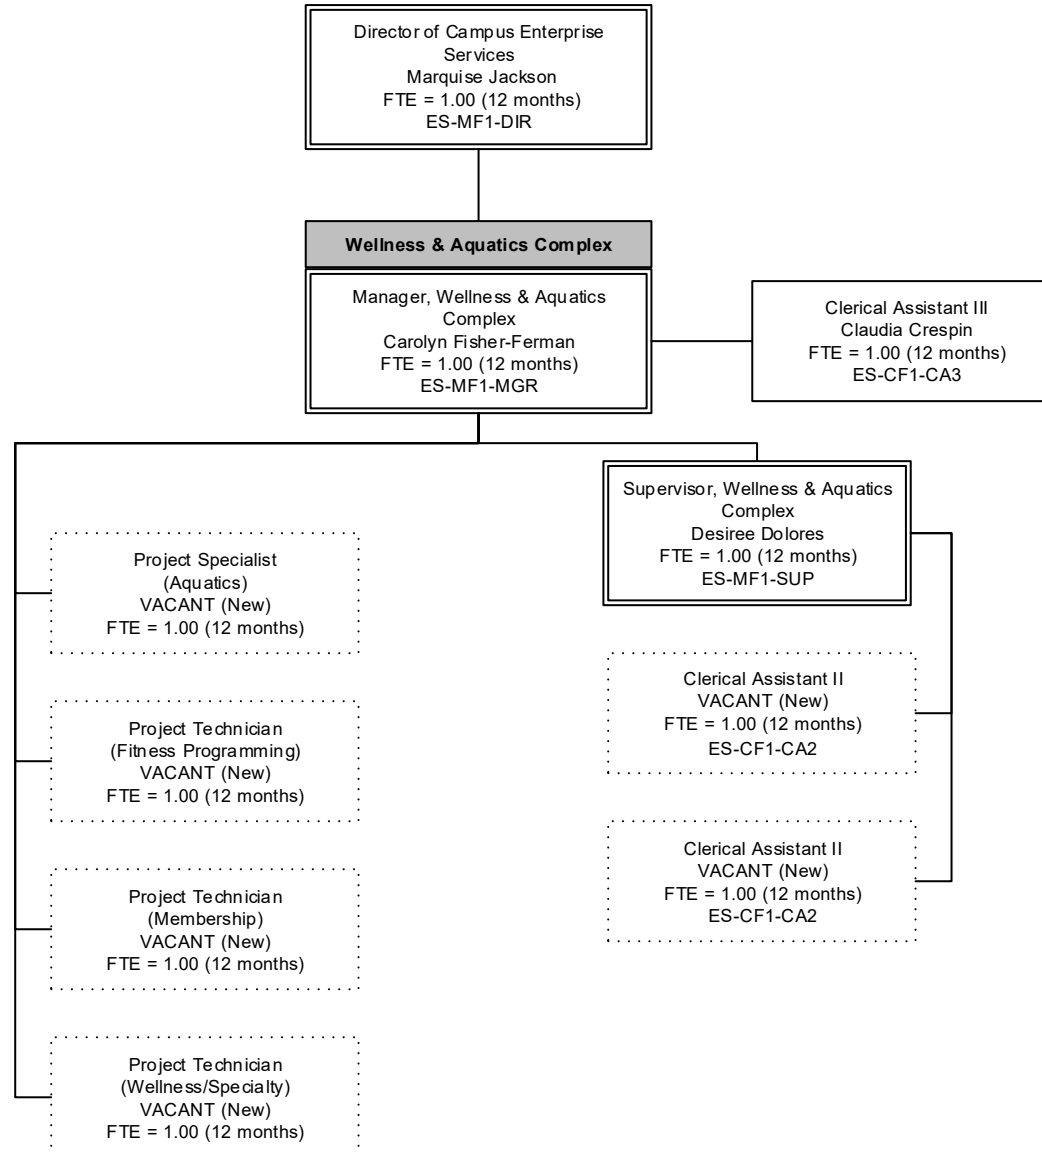 Director of Campus Enterprise
Services
Marquise Jackson
FTE = 1.00 (12 months)
ES-MF1-DIR
Wellness & Aquatics Complex
Manager, Wellness & Aquatics
Complex
Carolyn Fisher-Ferman
FTE = 1.00 (12 months)
ES-MF1-MGR
Clerical Assistant III
Claudia Crespin
FTE = 1.00 (12 months)
ES-CF1-CA3
Supervisor, Wellness & Aquatics
Complex
Desiree Dolores
FTE = 1.00 (12 months)
ES-MF1-SUP
Project Specialist
(Aquatics)
VACANT (New)
FTE = 1.00 (12 months)
Project Technician
(Fitness Programming)
VACANT (New)
FTE = 1.00 (12 months)
Project Technician
(Membership)
VACANT (New)
FTE = 1.00 (12 months)
Project Technician
(Wellness/Specialty)
VACANT (New)
FTE = 1.00 (12 months)
Clerical Assistant II
VACANT (New)
FTE = 1.00 (12 months)
ES-CF1-CA2
Clerical Assistant II
VACANT (New)
FTE = 1.00 (12 months)
ES-CF1-CA2